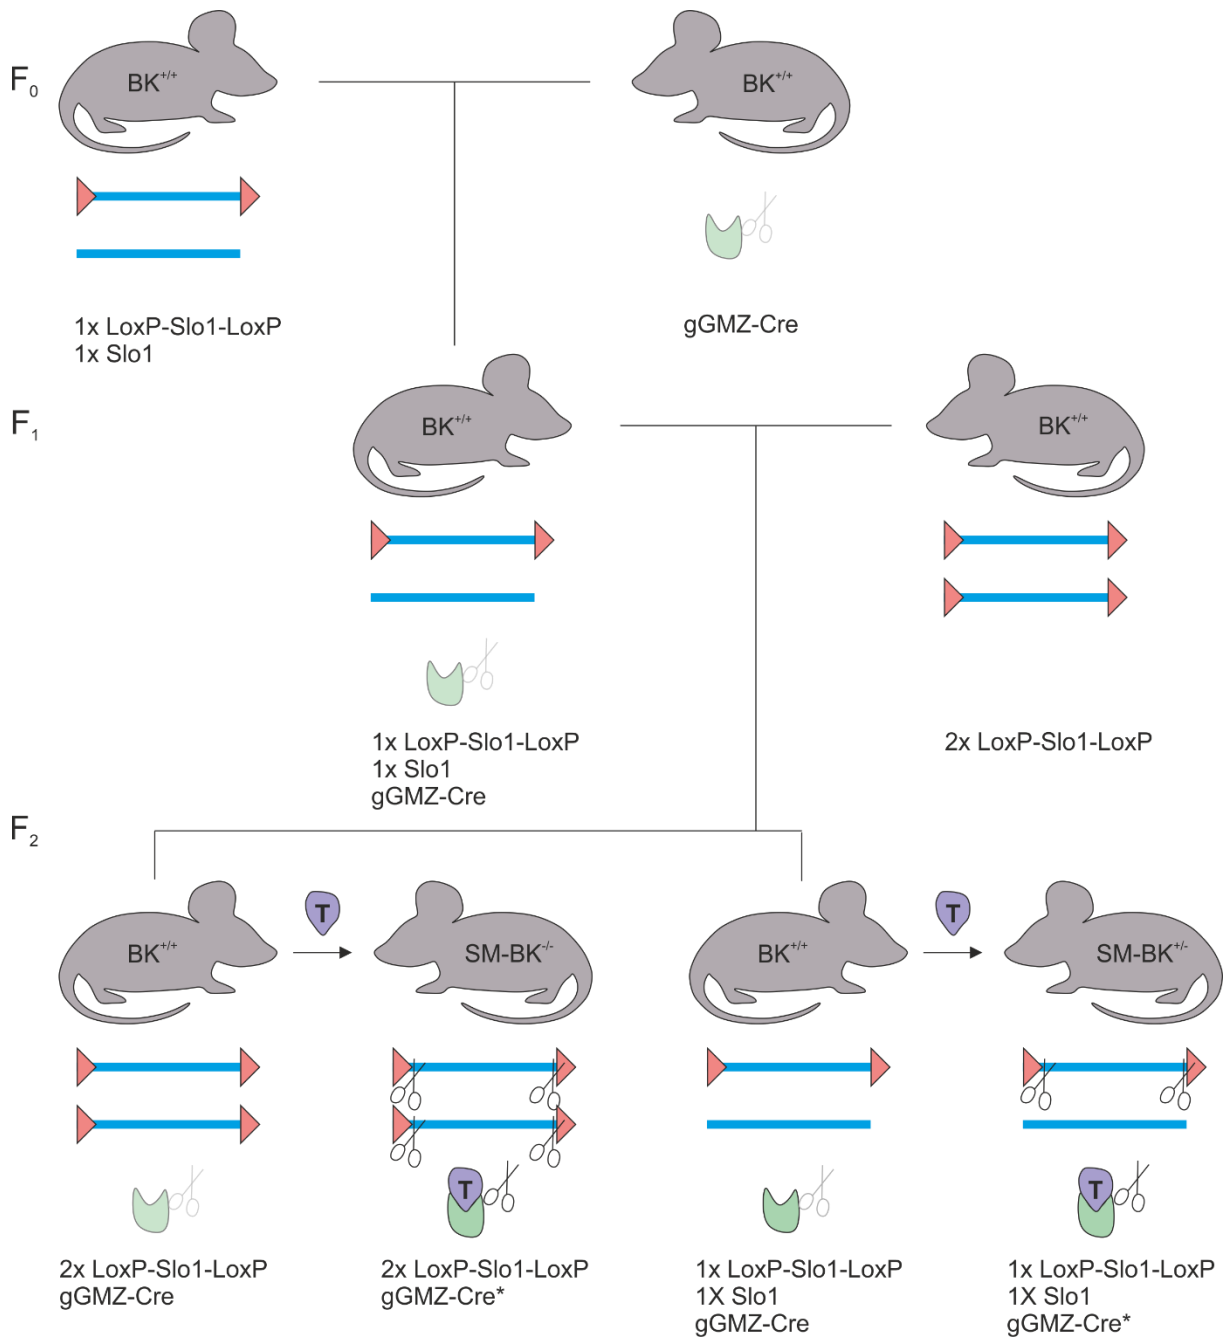 F₀
BK⁺/⁺
BK⁺/⁺
1x LoxP-Slo1-LoxP
1x Slo1
gGMZ-Cre
F₁
BK⁺/⁺
BK⁺/⁺
1x LoxP-Slo1-LoxP
1x Slo1
gGMZ-Cre
2x LoxP-Slo1-LoxP
F₂
BK⁺/⁺
T
SM-BK⁻/⁻
BK⁺/⁺
T
SM-BK⁺/⁻
T
T
2x LoxP-Slo1-LoxP
gGMZ-Cre
2x LoxP-Slo1-LoxP
gGMZ-Cre*
1x LoxP-Slo1-LoxP
1X Slo1
gGMZ-Cre
1x LoxP-Slo1-LoxP
1X Slo1
gGMZ-Cre*